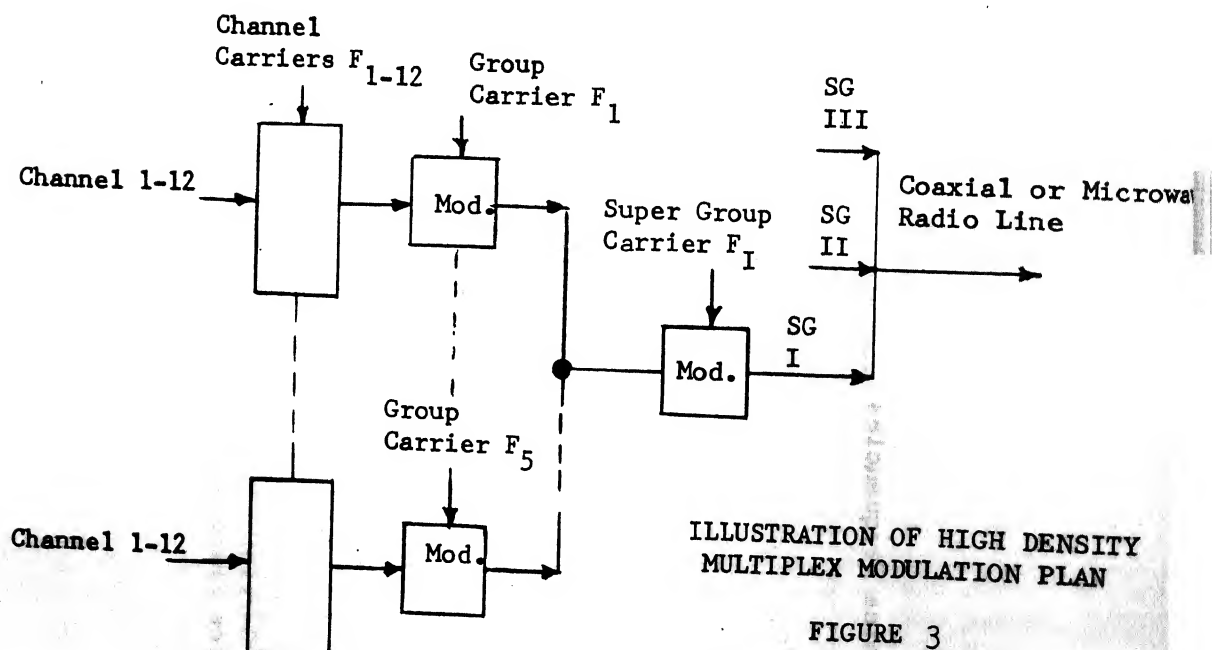 Channel
Carriers F1-12
Group
Carrier F1
SG
III
Channel 1-12
Mod.
Coaxial or Microwa
Radio Line
Super Group
Carrier FI
SG
II
SG
I
Mod.
Group
Carrier F5
Channel 1-12
Mod.
ILLUSTRATION OF HIGH DENSITY
MULTIPLEX MODULATION PLAN
FIGURE 3